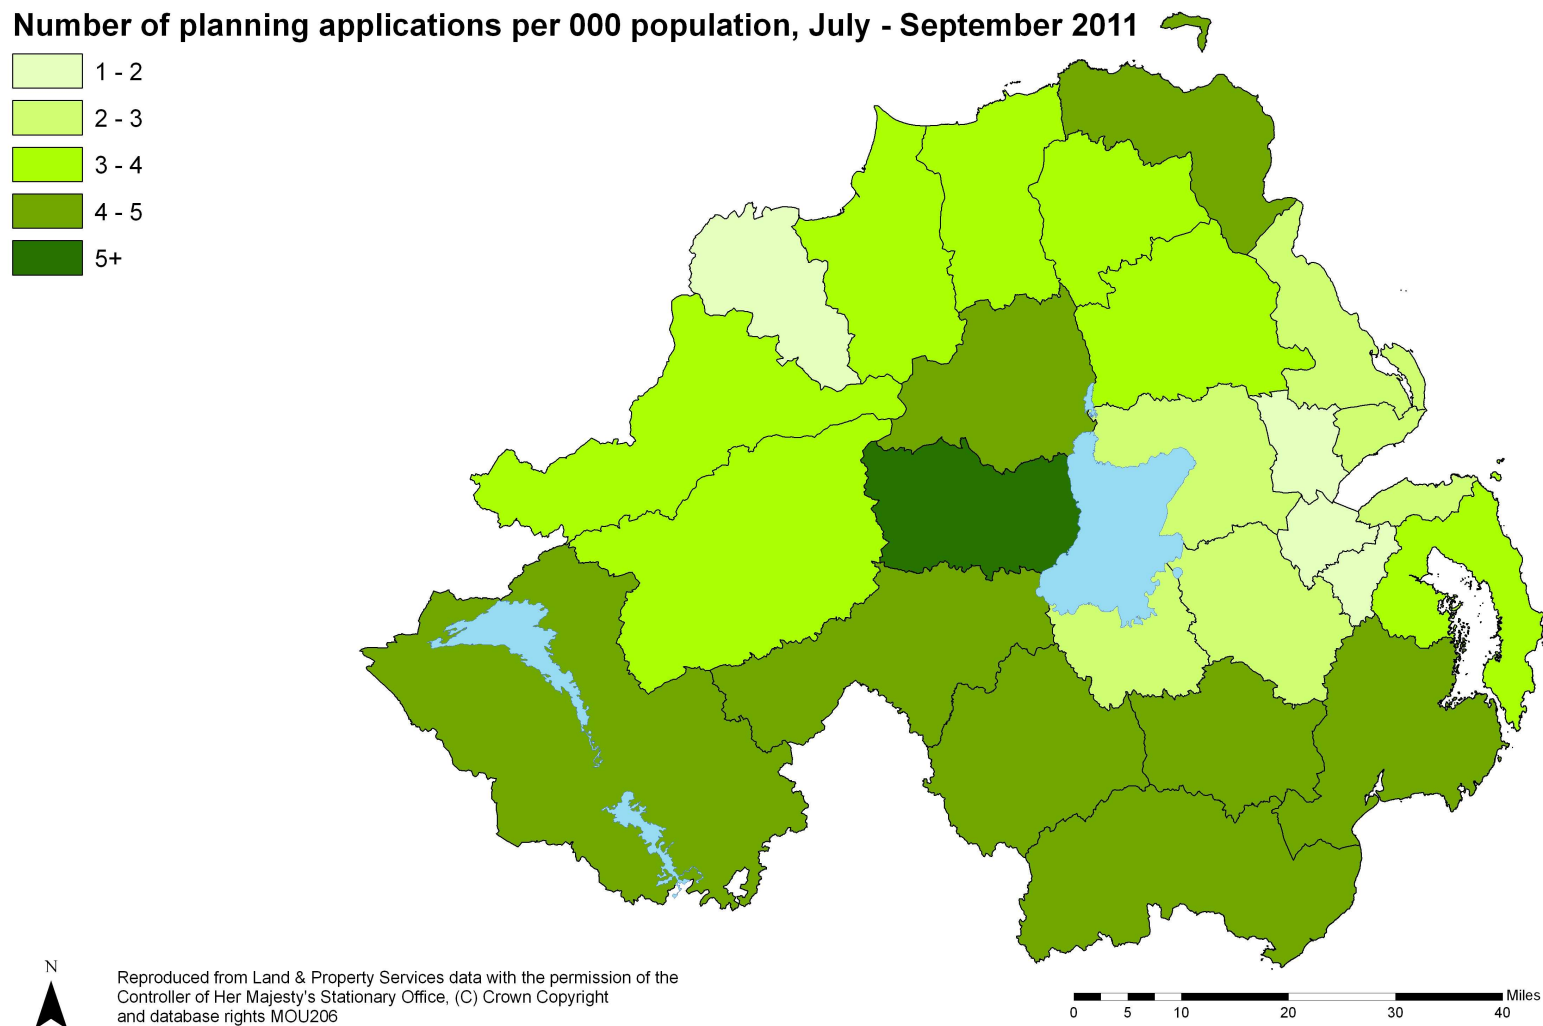 Number of planning applications per 000 population, July - September 2011
1 - 2
2 - 3
3 - 4
4 - 5
5+
N
Reproduced from Land & Property Services data with the permission of the
Controller of Her Majesty's Stationary Office, (C) Crown Copyright
and database rights MOU206
Miles
0 5 10 20 30 40